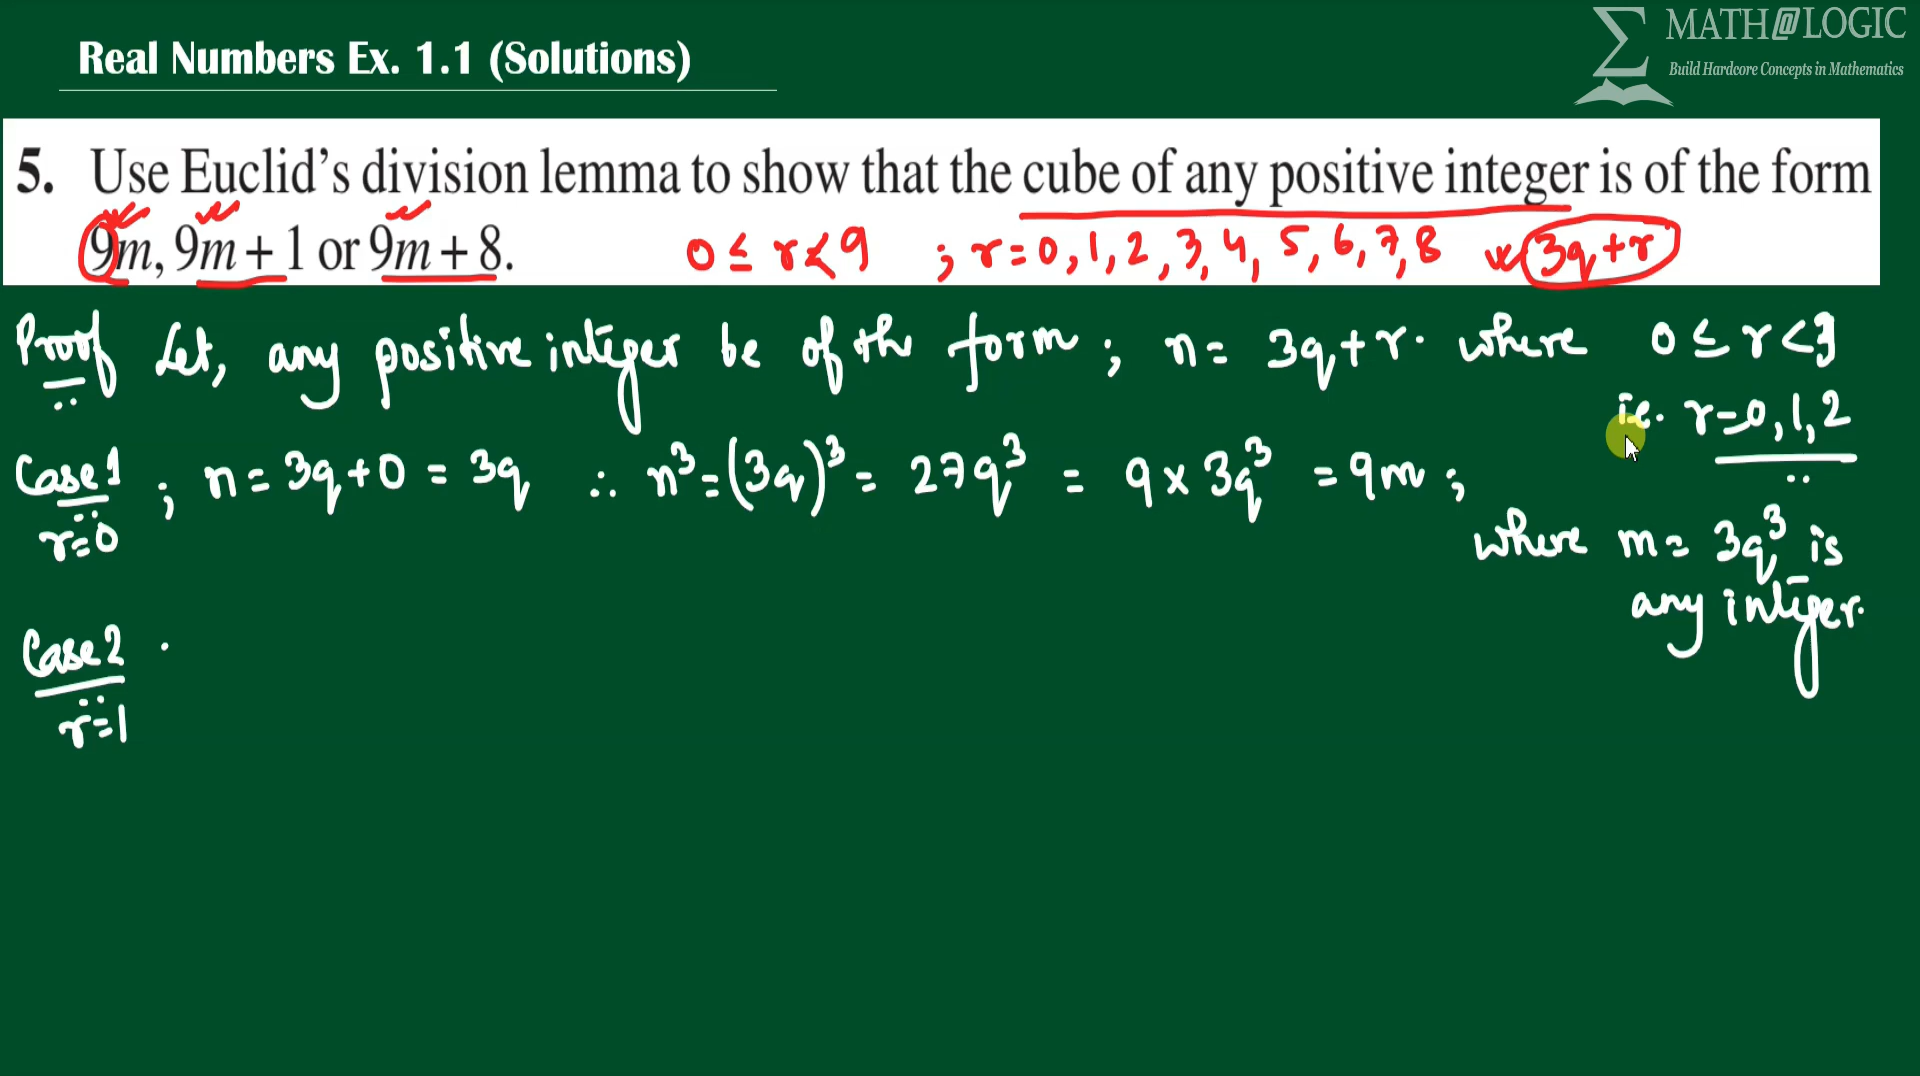 Real Numbers Ex. 1.1 (Solutions)
MATH@LOGIC
Build Hardcore Concepts in Mathematics
5. Use Euclid's division lemma to show that the cube of any positive integer is of the form
9m, 9m + 1 or 9m + 8. 0 ≤ r < 9 ; r = 0, 1, 2, 3, 4, 5, 6, 7, 8 3q + r
Proof Let, any positive integer be of the form ; n = 3q + r. where 0 ≤ r < 3
ie. r = 0, 1, 2
Case 1 ; n = 3q + 0 = 3q ∴ n³ = (3q)³ = 27q³ = 9 × 3q³ = 9m ;
r = 0
where m = 3q³ is
any integer.
Case 2
r = 1